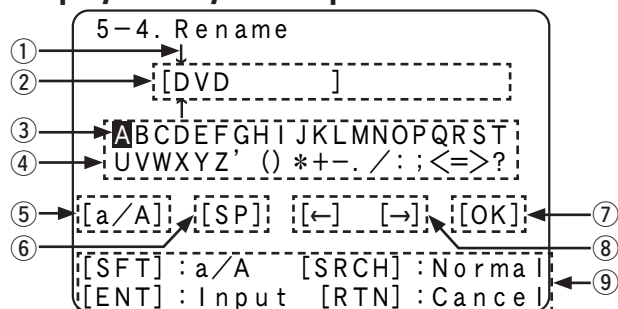 5-4. Rename
①
② [DVD ]
③ ABCDEFGHIJKLMNOPQRST
④ UVWXYZ' ()*+-./:;<=>?
⑤ [a/A] [SP] [←] [→] [OK] ⑦
⑥ ⑧
[SFT]:a/A [SRCH]:Normal ⑨
[ENT]:Input [RTN]:Cancel